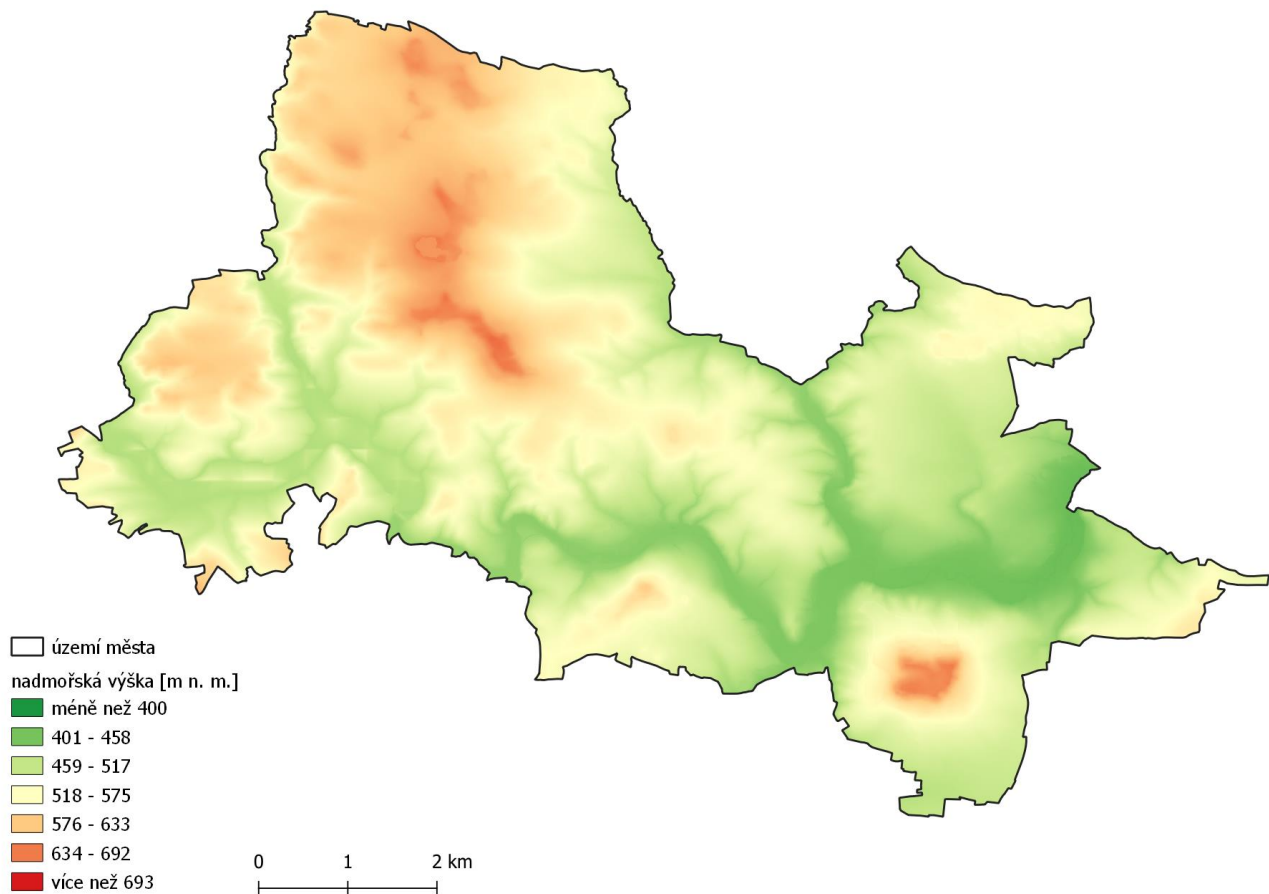 území města
nadmořská výška [m n. m.]
méně než 400
401 - 458
459 - 517
518 - 575
576 - 633
634 - 692
více než 693
0 1 2 km